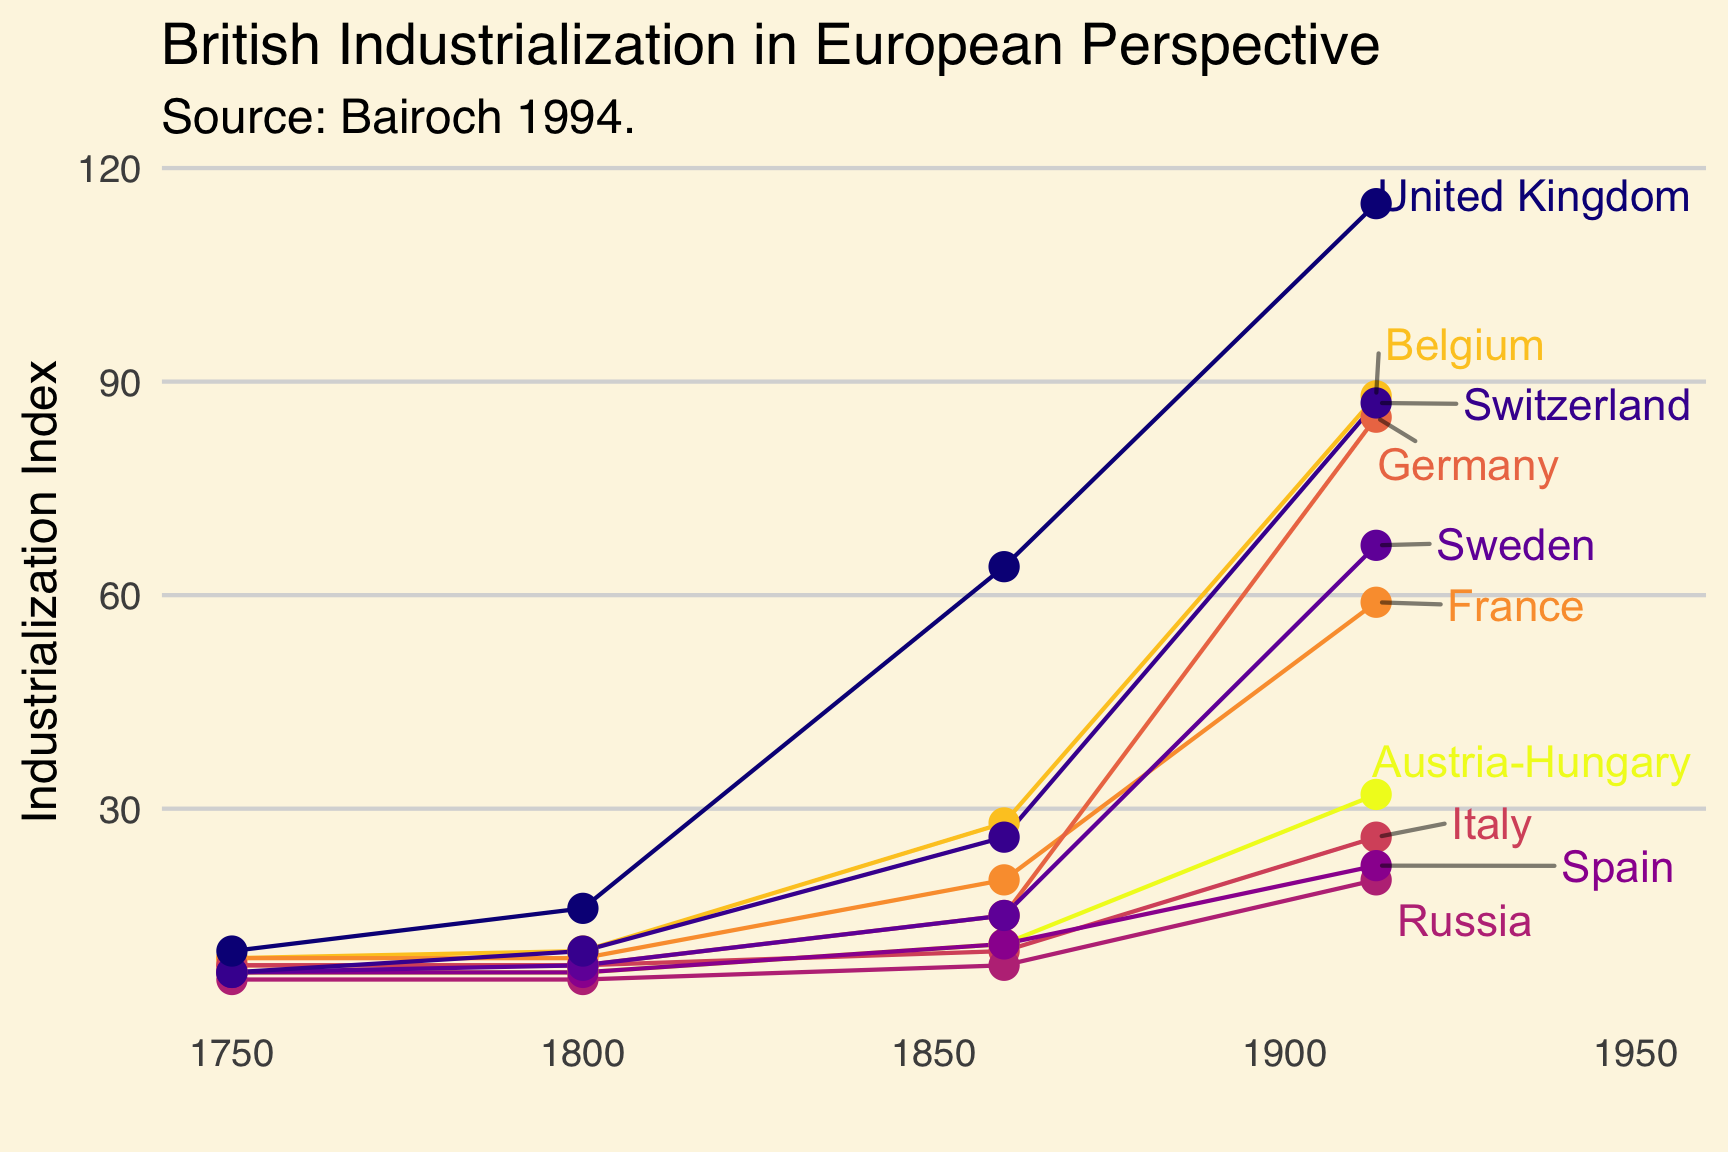 British Industrialization in European Perspective
Source: Bairoch 1994.
Industrialization Index
120
90
60
30
United Kingdom
Belgium
Switzerland
Germany
Sweden
France
Austria-Hungary
Italy
Spain
Russia
1750
1800
1850
1900
1950